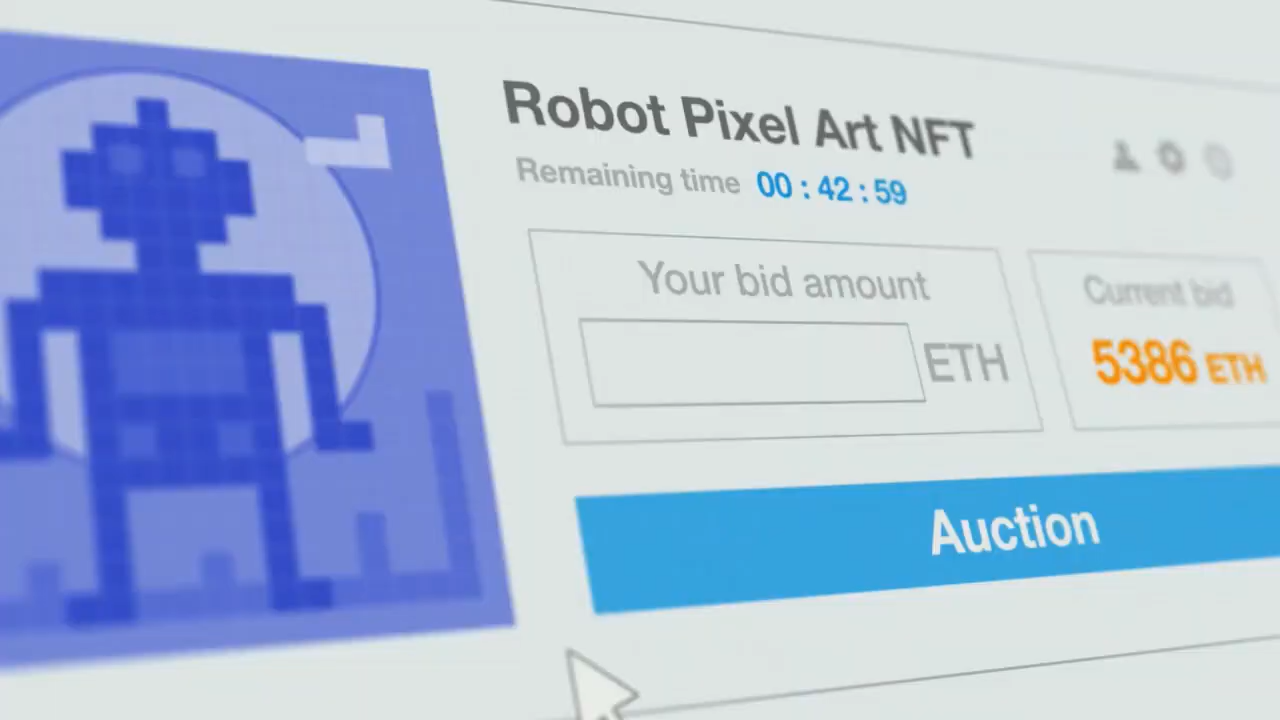 Robot Pixel Art NFT
Remaining time 00 : 42 : 59
Your bid amount
ETH
Current bid
5386 ETH
Auction